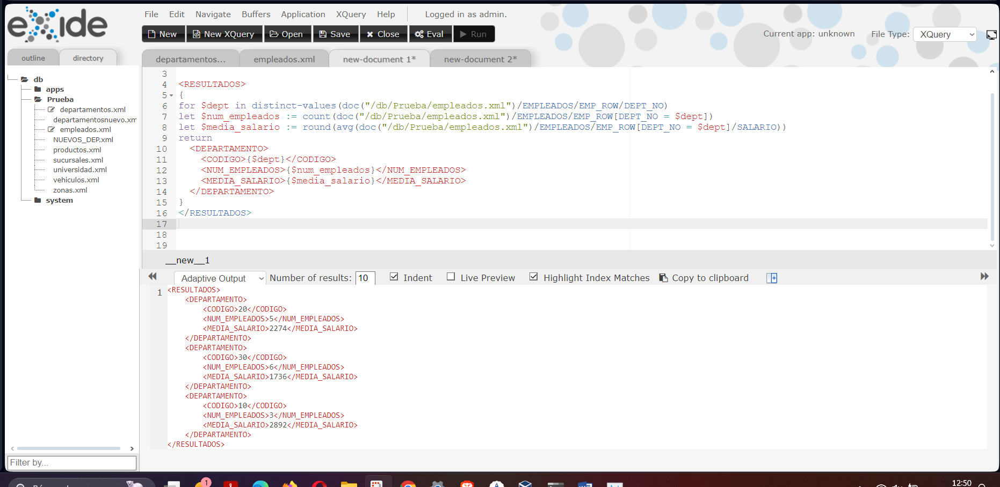 eXide
File Edit Navigate Buffers Application XQuery Help Logged in as admin.
New New XQuery Open Save Close Eval Run
Current app: unknown File Type: XQuery
outline directory
departamentos... empleados.xml new-document 1* new-document 2*
db
apps
Prueba
departamentos.xml
departamentosnuevo.xm
empleados.xml
NUEVOS_DEP.xml
productos.xml
sucursales.xml
universidad.xml
vehiculos.xml
zonas.xml
system
Filter by...
3
4 <RESULTADOS>
5 {
6 for $dept in distinct-values(doc("/db/Prueba/empleados.xml")/EMPLEADOS/EMP_ROW/DEPT_NO)
7 let $num_empleados := count(doc("/db/Prueba/empleados.xml")/EMPLEADOS/EMP_ROW[DEPT_NO = $dept])
8 let $media_salario := round(avg(doc("/db/Prueba/empleados.xml")/EMPLEADOS/EMP_ROW[DEPT_NO = $dept]/SALARIO))
9 return
10 <DEPARTAMENTO>
11 <CODIGO>{$dept}</CODIGO>
12 <NUM_EMPLEADOS>{$num_empleados}</NUM_EMPLEADOS>
13 <MEDIA_SALARIO>{$media_salario}</MEDIA_SALARIO>
14 </DEPARTAMENTO>
15 }
16 </RESULTADOS>
17
18
19
__new__1
Adaptive Output Number of results: 10 Indent Live Preview Highlight Index Matches Copy to clipboard
1 <RESULTADOS>
<DEPARTAMENTO>
<CODIGO>20</CODIGO>
<NUM_EMPLEADOS>5</NUM_EMPLEADOS>
<MEDIA_SALARIO>2274</MEDIA_SALARIO>
</DEPARTAMENTO>
<DEPARTAMENTO>
<CODIGO>30</CODIGO>
<NUM_EMPLEADOS>6</NUM_EMPLEADOS>
<MEDIA_SALARIO>1736</MEDIA_SALARIO>
</DEPARTAMENTO>
<DEPARTAMENTO>
<CODIGO>10</CODIGO>
<NUM_EMPLEADOS>3</NUM_EMPLEADOS>
<MEDIA_SALARIO>2892</MEDIA_SALARIO>
</DEPARTAMENTO>
</RESULTADOS>
1
12:50